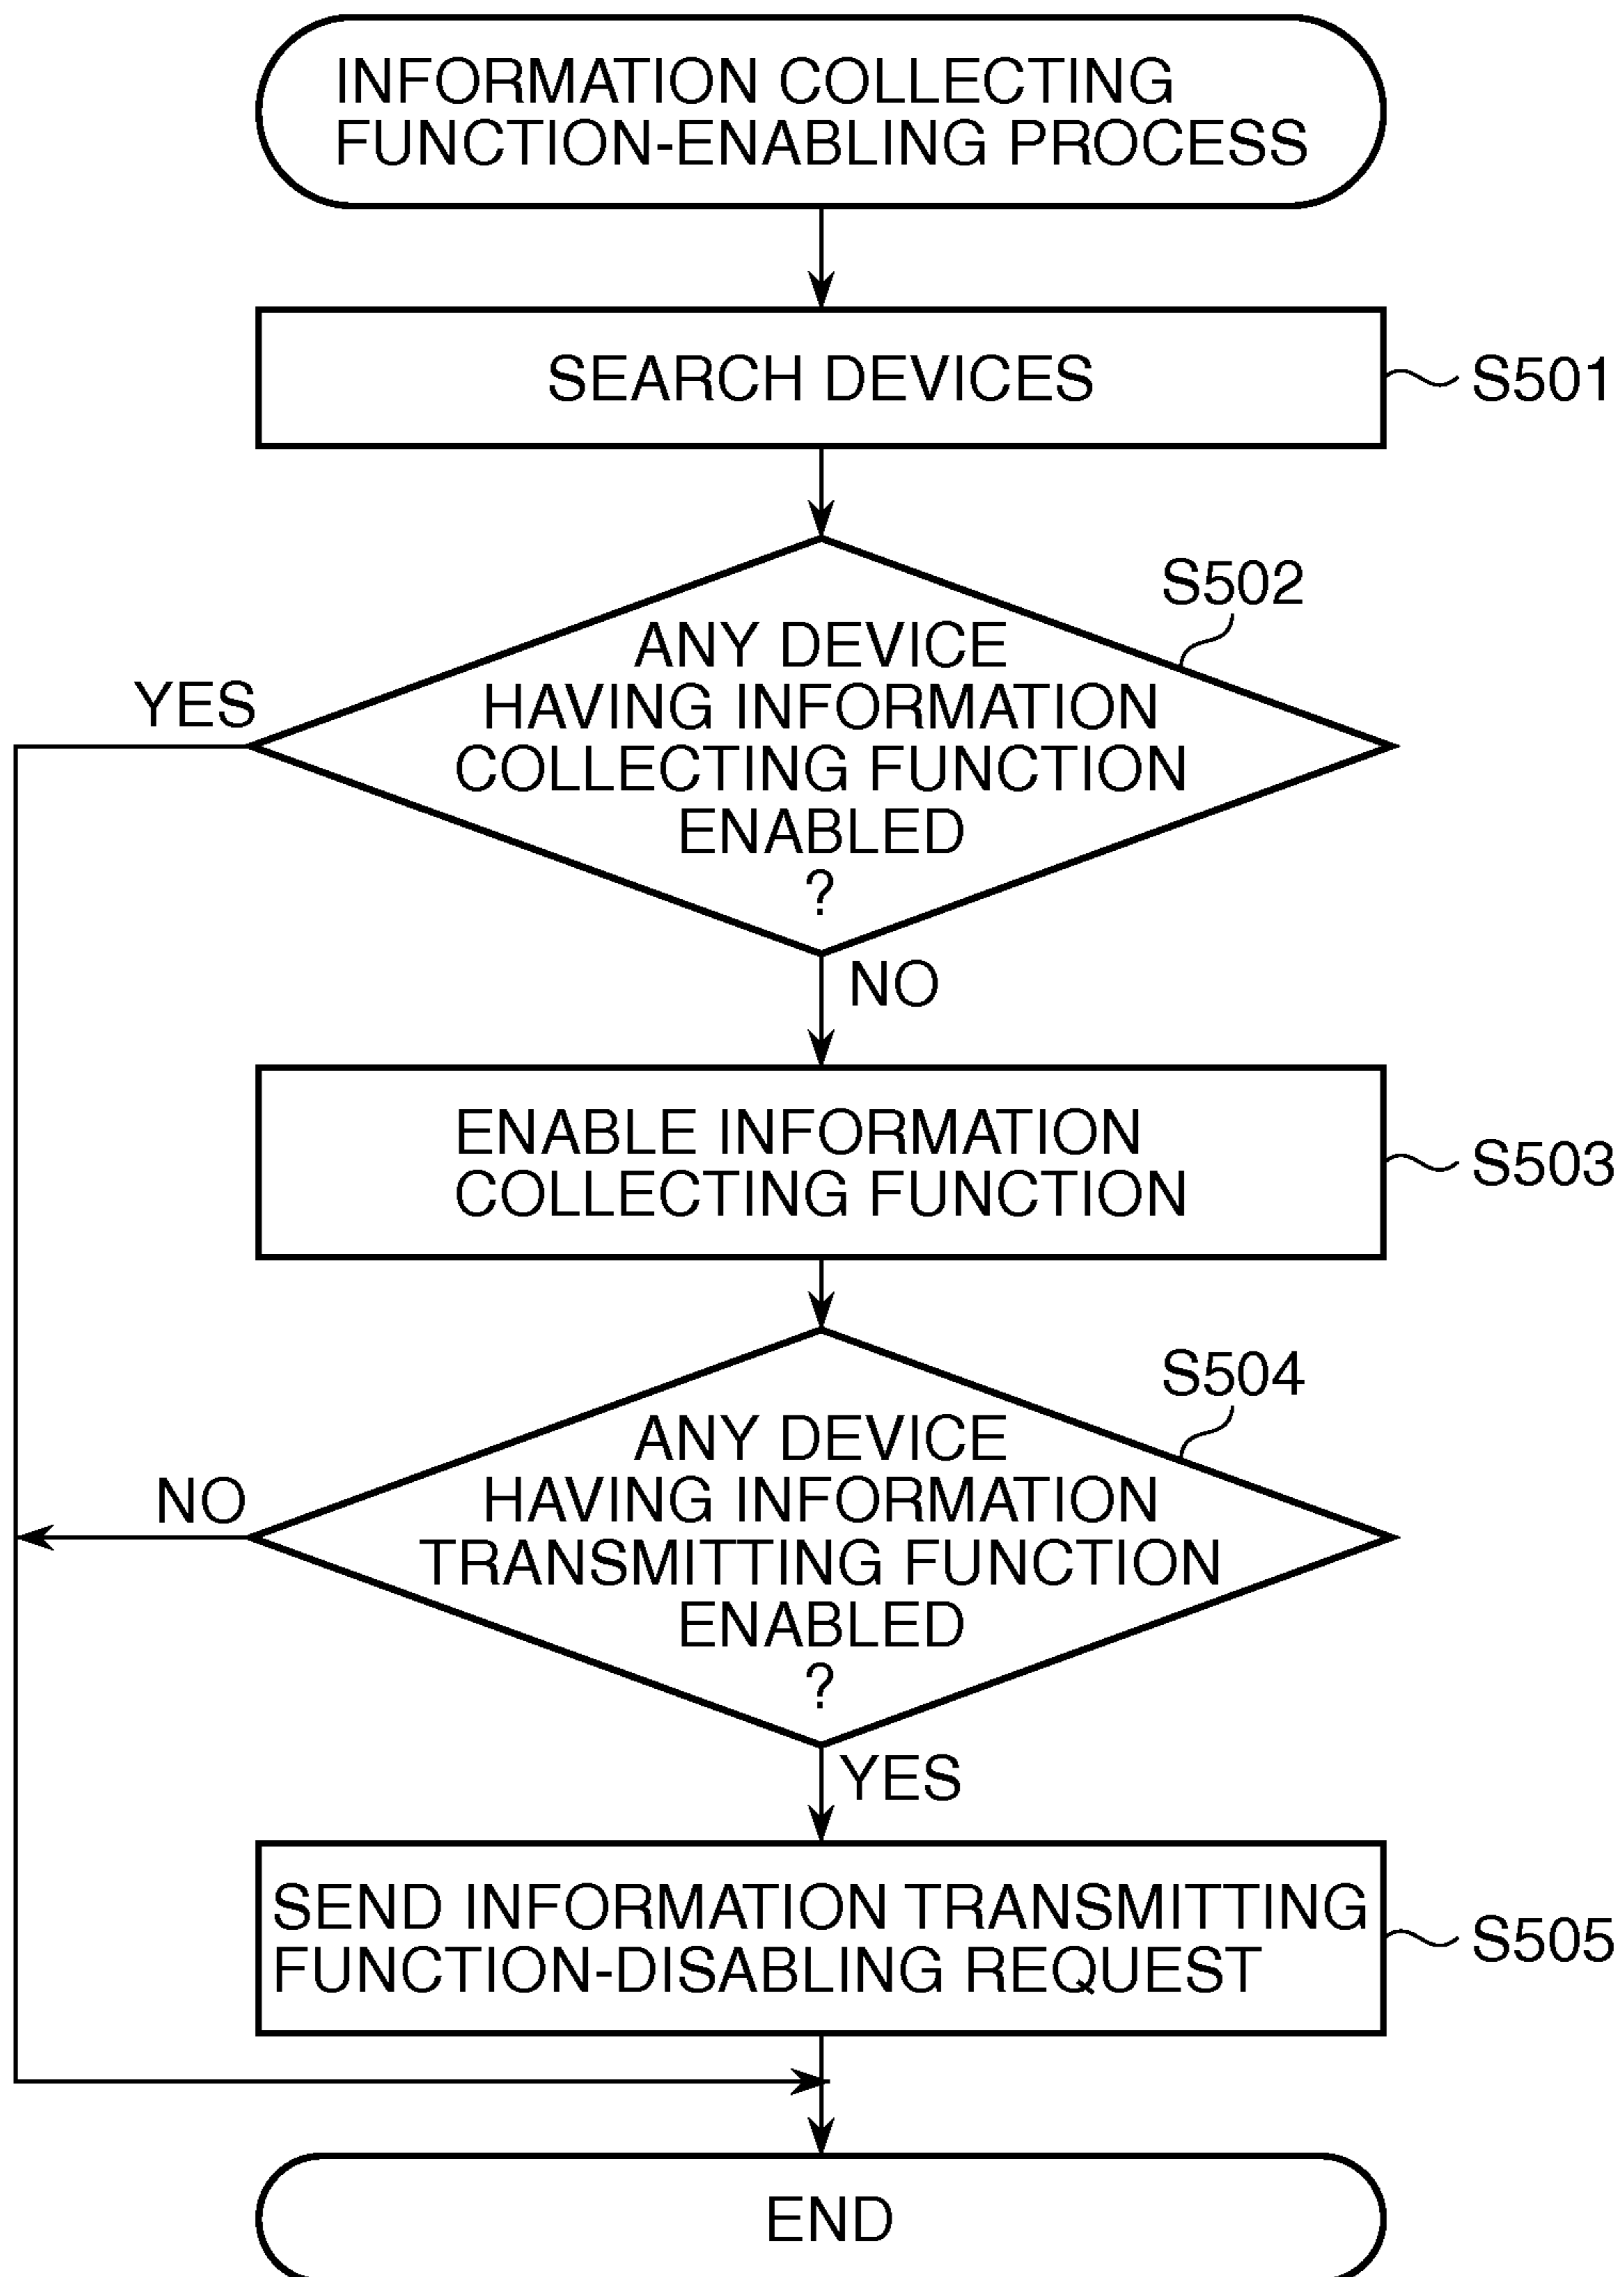 INFORMATION COLLECTING
FUNCTION-ENABLING PROCESS
SEARCH DEVICES
S501
S502
ANY DEVICE
HAVING INFORMATION
COLLECTING FUNCTION
ENABLED
?
YES
NO
ENABLE INFORMATION
COLLECTING FUNCTION
S503
S504
ANY DEVICE
HAVING INFORMATION
TRANSMITTING FUNCTION
ENABLED
?
NO
YES
SEND INFORMATION TRANSMITTING
FUNCTION-DISABLING REQUEST
S505
END